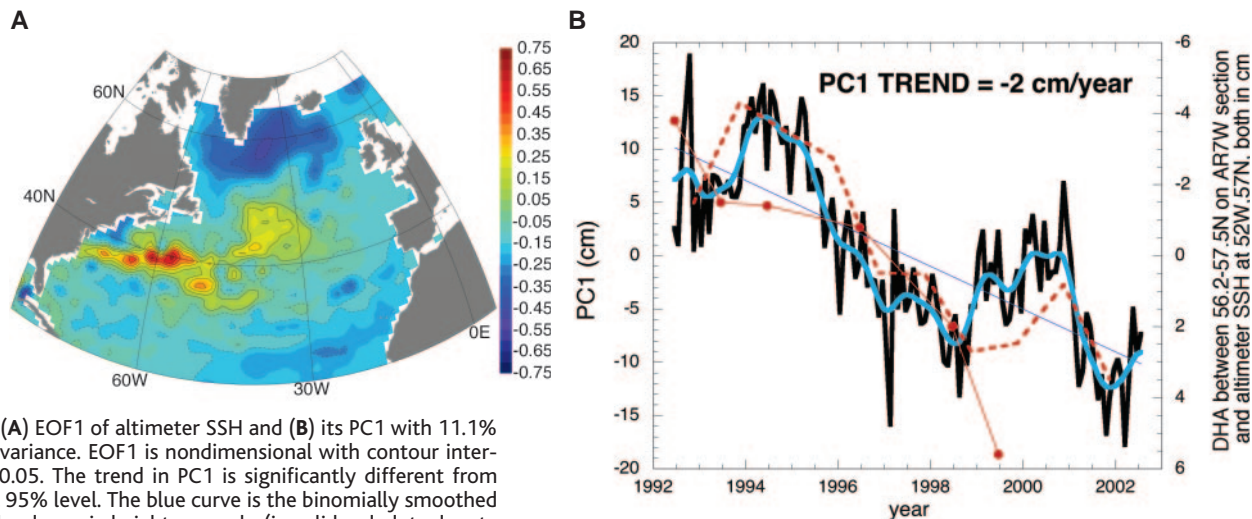 A
60N
40N
60W
30W
0E
0.75
0.65
0.55
0.45
0.35
0.25
0.15
0.05
-0.15
-0.25
-0.35
-0.45
-0.55
-0.65
-0.75
(A) EOF1 of altimeter SSH and (B) its PC1 with 11.1%
variance. EOF1 is nondimensional with contour inter-
0.05. The trend in PC1 is significantly different from
95% level. The blue curve is the binomially smoothed
B
PC1 TREND = -2 cm/year
PC1 (cm)
20
15
10
5
0
-5
-10
-15
-20
1992
1994
1996
1998
2000
2002
year
-6
-4
-2
0
2
4
6
DHA between 56.2-57.5N on AR7W section
and altimeter SSH at 52W..57N, both in cm